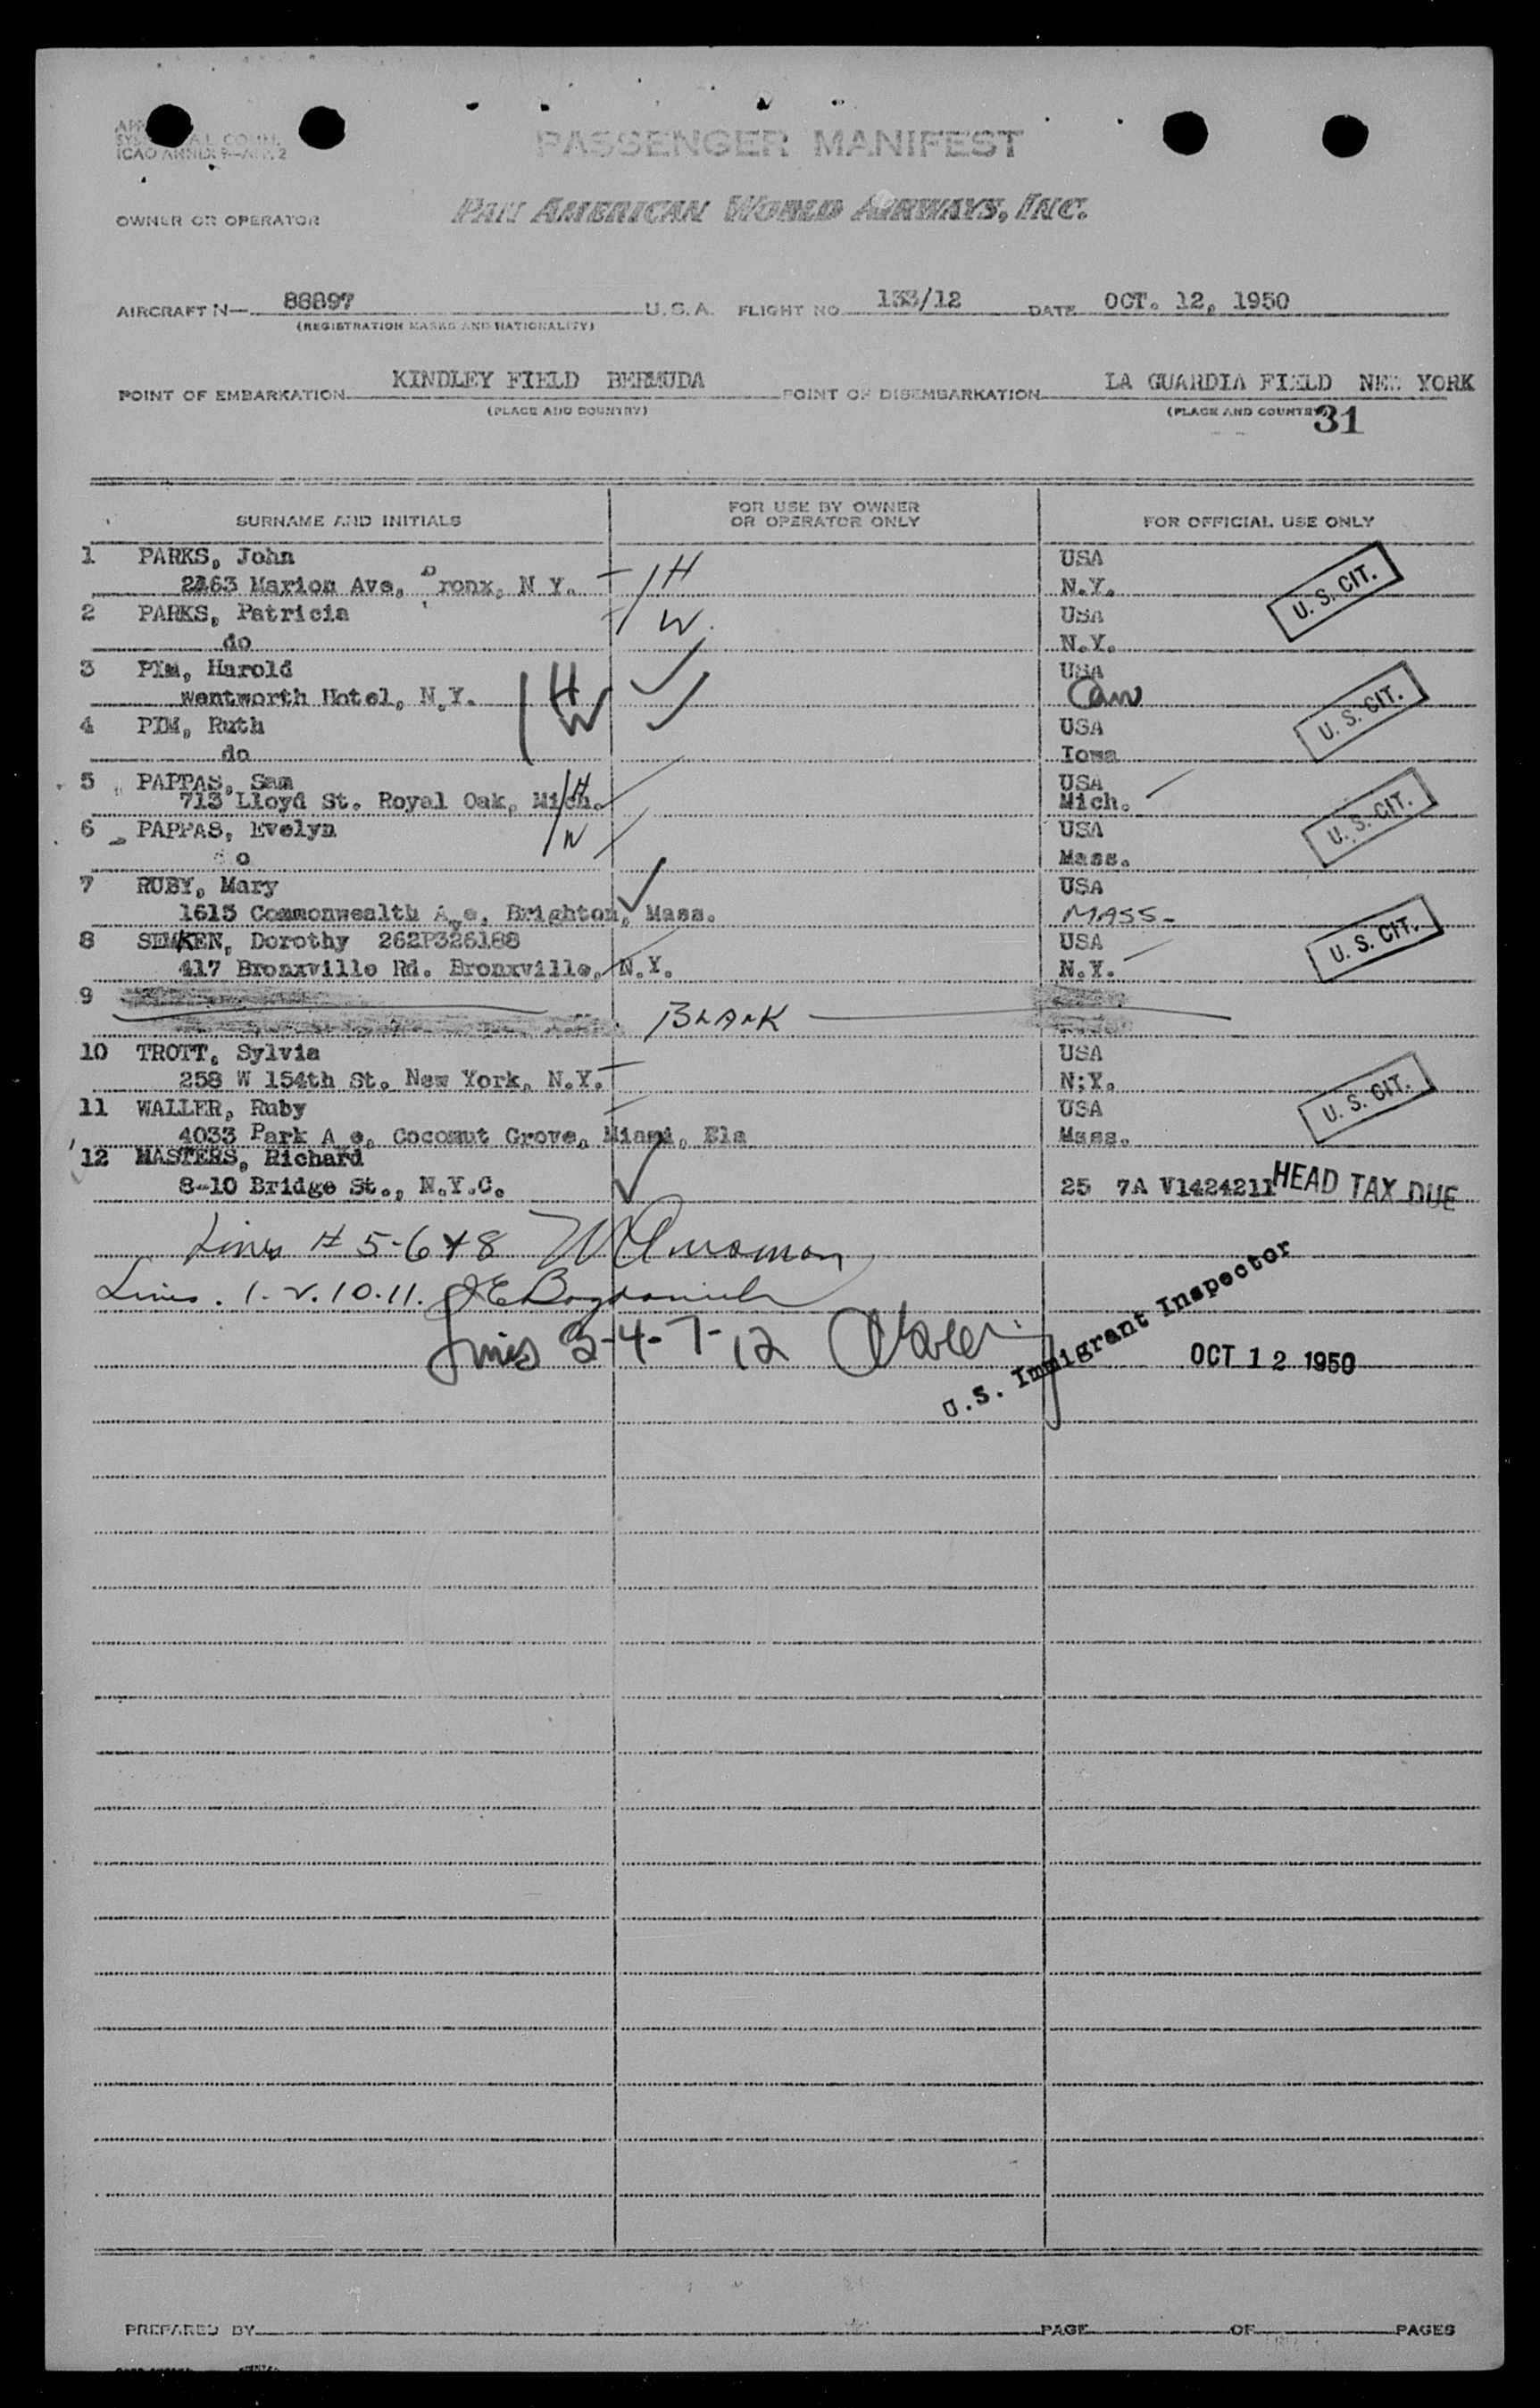 ICAO ANNEX 9—APP. 2
PASSENGER MANIFEST
OWNER OR OPERATOR
PAN AMERICAN WORLD AIRWAYS, INC.
AIRCRAFT N— 88897 U.S.A. FLIGHT NO. 133/12 DATE OCT. 12, 1950
(REGISTRATION MARKS AND NATIONALITY)
POINT OF EMBARKATION KINDLEY FIELD BERMUDA POINT OF DISEMBARKATION LA GUARDIA FIELD NEW YORK
(PLACE AND COUNTRY) (PLACE AND COUNTRY)
31
SURNAME AND INITIALS FOR USE BY OWNER OR OPERATOR ONLY FOR OFFICIAL USE ONLY
1 PARKS, John H USA
Marion Ave, Bronx, N Y. N.Y. U.S. CIT.
2 PARKS, Patricia W. USA
do N.Y.
3 PIM, Harold USA
Wentworth Hotel, N.Y. H Can U.S. CIT.
4 PIM, Ruth W USA
do Iowa
5 PAPPAS, Sam H USA
713 Lloyd St. Royal Oak, Mich. Mich. U.S. CIT.
6 PAPPAS, Evelyn W USA
do Mass.
7 RUBY, Mary USA
1615 Commonwealth Ave, Brighton, Mass. MASS.
8 SEMKEN, Dorothy 262P326188 USA U.S. CIT.
417 Bronxville Rd. Bronxville, N.Y. N.Y.
9
BLANK
10 TROTT, Sylvia USA
258 W 154th St. New York, N.Y. N:Y.
11 WALLER, Ruby USA U.S. CIT.
4033 Park A e, Coconut Grove, Miami, Fla Mass.
12 MASTERS, Richard
8-10 Bridge St., N.Y.C. 25 7A V1424211 HEAD TAX DUE
Lines # 5-6 & 8
Lines. 1-2.10.11.
Lines 3-4-7-12
U.S. Immigrant Inspector
OCT 12 1950
PREPARED BY PAGE OF PAGES